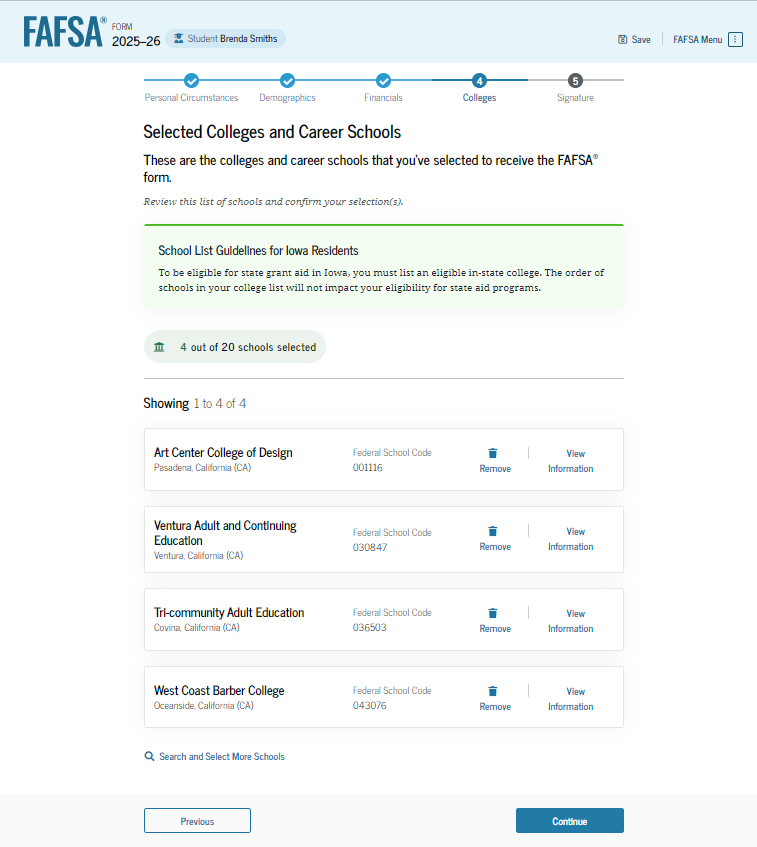 FAFSA® FORM
2025–26
Student Brenda Smiths
Save
FAFSA Menu
4
5
Personal Circumstances
Demographics
Financials
Colleges
Signature
Selected Colleges and Career Schools
These are the colleges and career schools that you've selected to receive the FAFSA®
form.
Review this list of schools and confirm your selection(s).
School List Guidelines for Iowa Residents
To be eligible for state grant aid in Iowa, you must list an eligible in-state college. The order of
schools in your college list will not impact your eligibility for state aid programs.
4 out of 20 schools selected
Showing 1 to 4 of 4
Art Center College of Design
Pasadena, California (CA)
Federal School Code
001116
Remove
View
Information
Ventura Adult and Continuing
Education
Ventura, California (CA)
Federal School Code
030847
Remove
View
Information
Tri-community Adult Education
Covina, California (CA)
Federal School Code
036503
Remove
View
Information
West Coast Barber College
Oceanside, California (CA)
Federal School Code
043076
Remove
View
Information
Search and Select More Schools
Previous
Continue